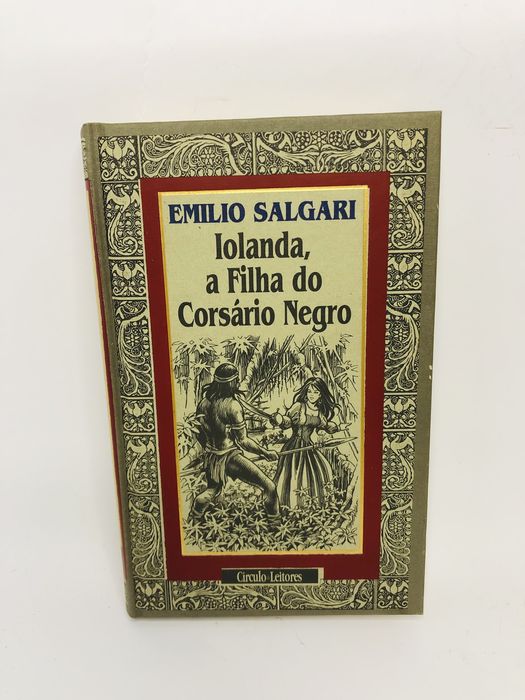 EMILIO SALGARI
Iolanda,
a Filha do
Corsário Negro
Círculo-Leitores